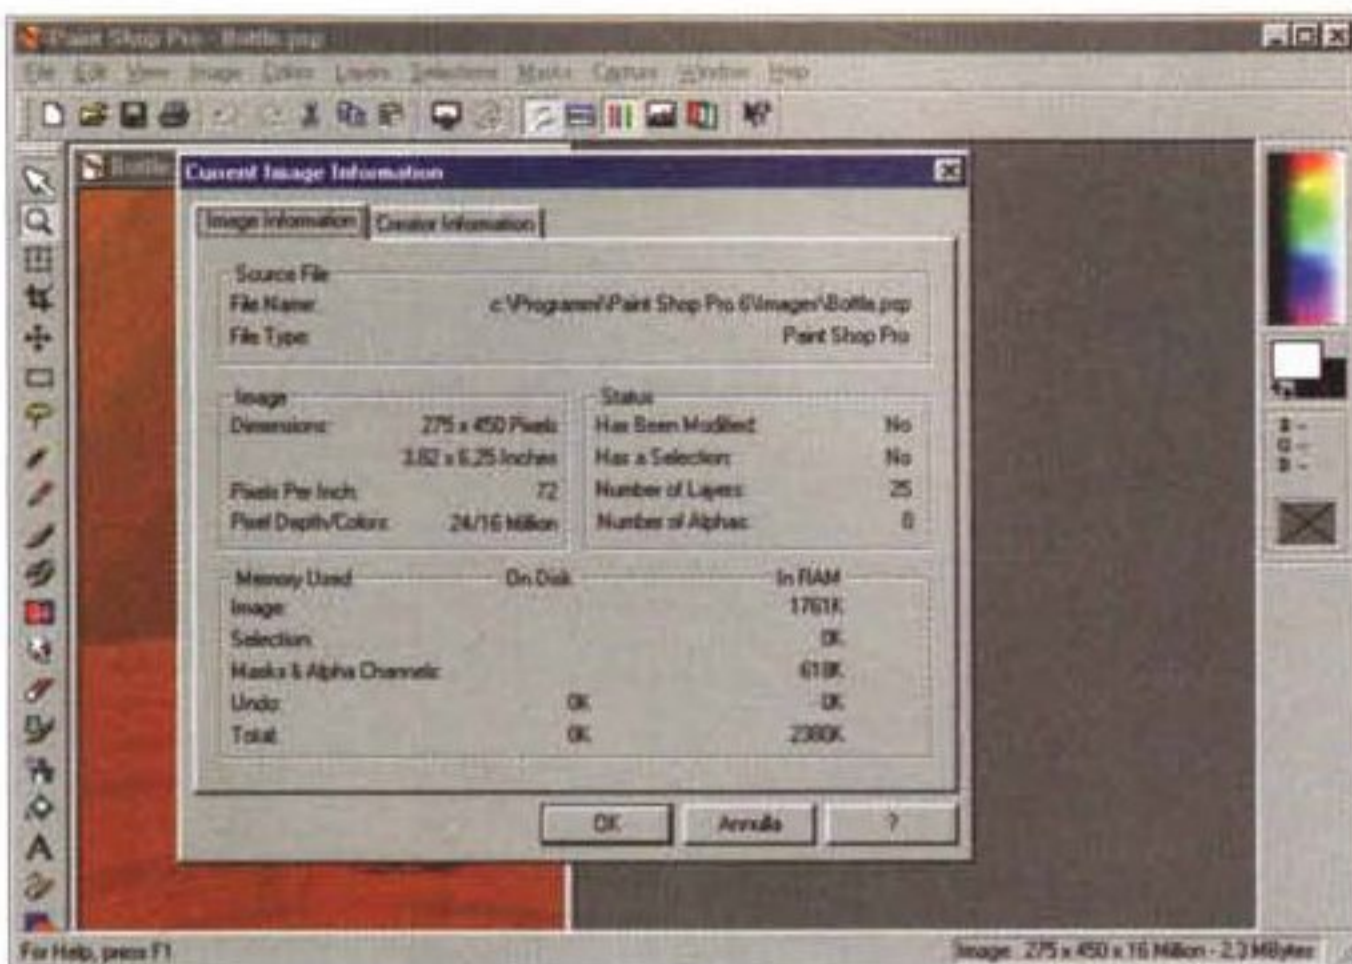 Paint Shop Pro - Bottle.psp
File Edit View Image Colors Layers Selections Masks Capture Window Help
Bottle
Current Image Information
Image Information Creator Information
Source File
File Name: c:\Programmi\Paint Shop Pro 6\Images\Bottle.psp
File Type: Paint Shop Pro
Image
Dimensions: 275 x 450 Pixels
3.82 x 6.25 Inches
Pixels Per Inch: 72
Pixel Depth/Colors: 24/16 Million
Status
Has Been Modified: No
Has a Selection: No
Number of Layers: 25
Number of Alphas: 0
Memory Used On Disk In RAM
Image: 1761K
Selection: 0K
Masks & Alpha Channels: 618K
Undo: 0K 0K
Total: 0K 2380K
OK Annulla ?
For Help, press F1
Image: 275 x 450 x 16 Million - 2.3 MBytes